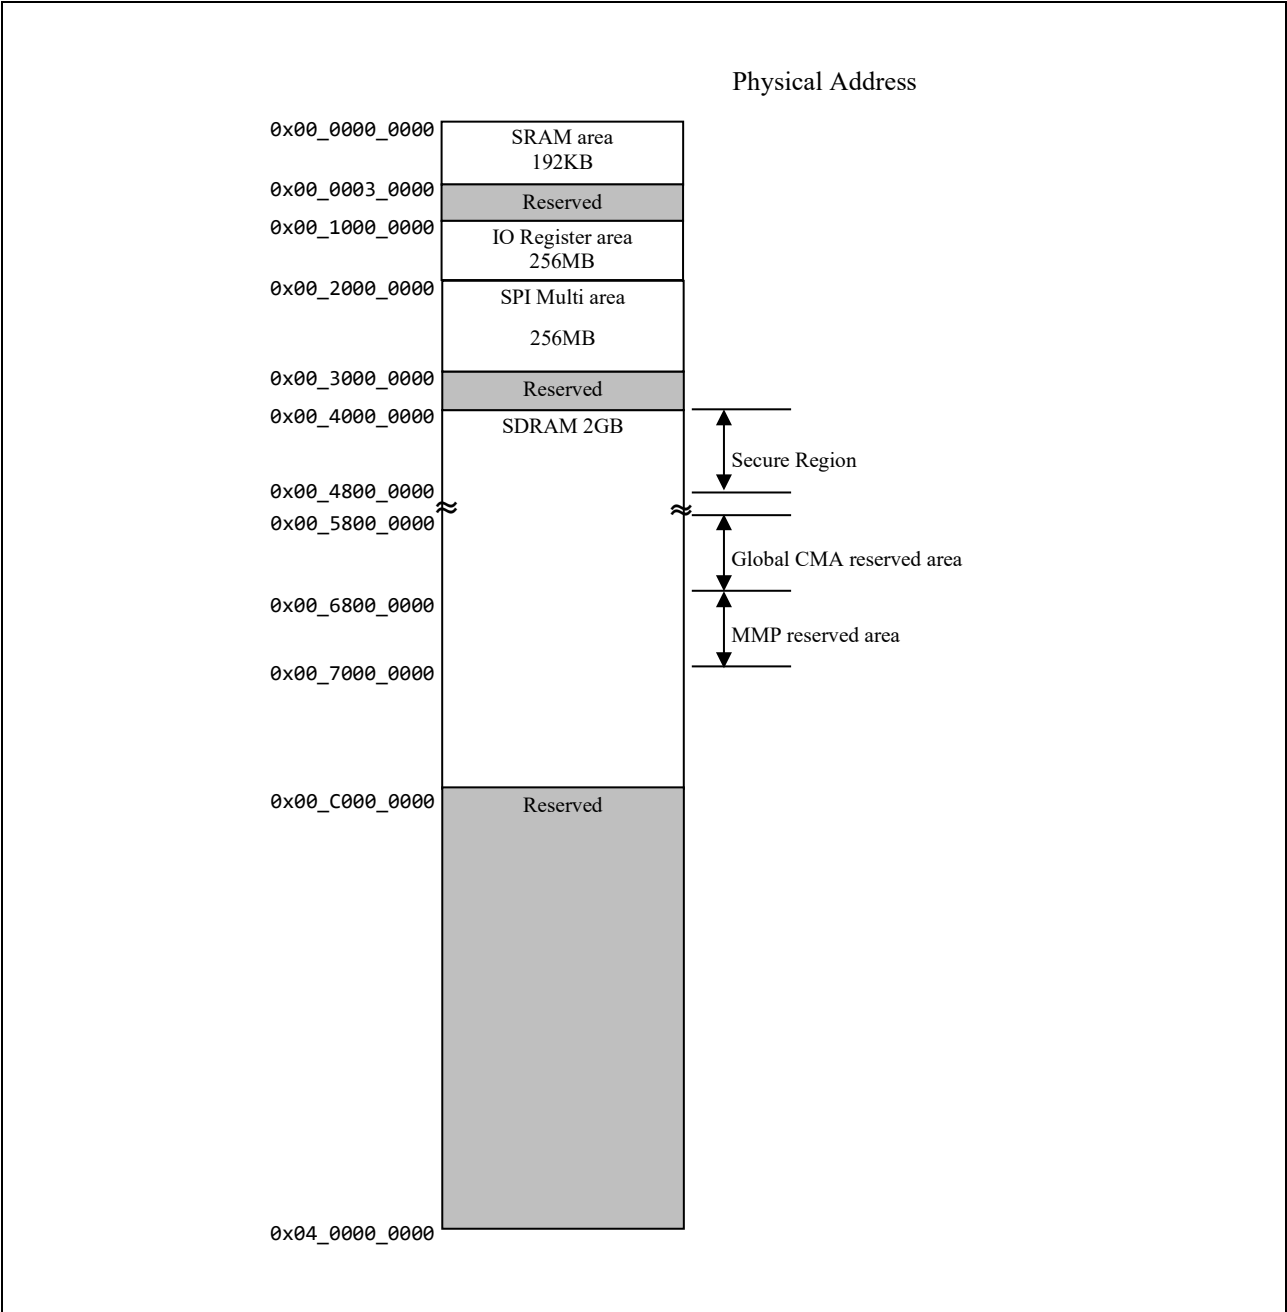 Physical Address
0x00_0000_0000
SRAM area
192KB
0x00_0003_0000
Reserved
0x00_1000_0000
IO Register area
256MB
0x00_2000_0000
SPI Multi area
256MB
0x00_3000_0000
Reserved
0x00_4000_0000
SDRAM 2GB
Secure Region
0x00_4800_0000
0x00_5800_0000
Global CMA reserved area
0x00_6800_0000
MMP reserved area
0x00_7000_0000
0x00_C000_0000
Reserved
0x04_0000_0000